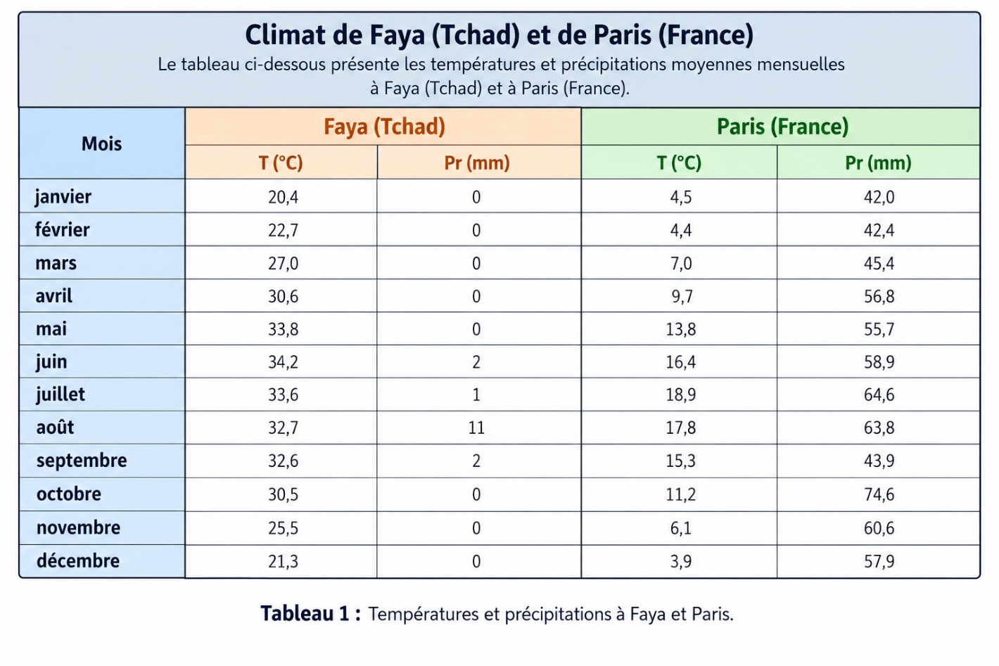 Climat de Faya (Tchad) et de Paris (France)
Le tableau ci-dessous présente les températures et précipitations moyennes mensuelles
à Faya (Tchad) et à Paris (France).
Mois Faya (Tchad) Paris (France)
T (°C) Pr (mm) T (°C) Pr (mm)
janvier 20,4 0 4,5 42,0
février 22,7 0 4,4 42,4
mars 27,0 0 7,0 45,4
avril 30,6 0 9,7 56,8
mai 33,8 0 13,8 55,7
juin 34,2 2 16,4 58,9
juillet 33,6 1 18,9 64,6
août 32,7 11 17,8 63,8
septembre 32,6 2 15,3 43,9
octobre 30,5 0 11,2 74,6
novembre 25,5 0 6,1 60,6
décembre 21,3 0 3,9 57,9
Tableau 1 : Températures et précipitations à Faya et Paris.